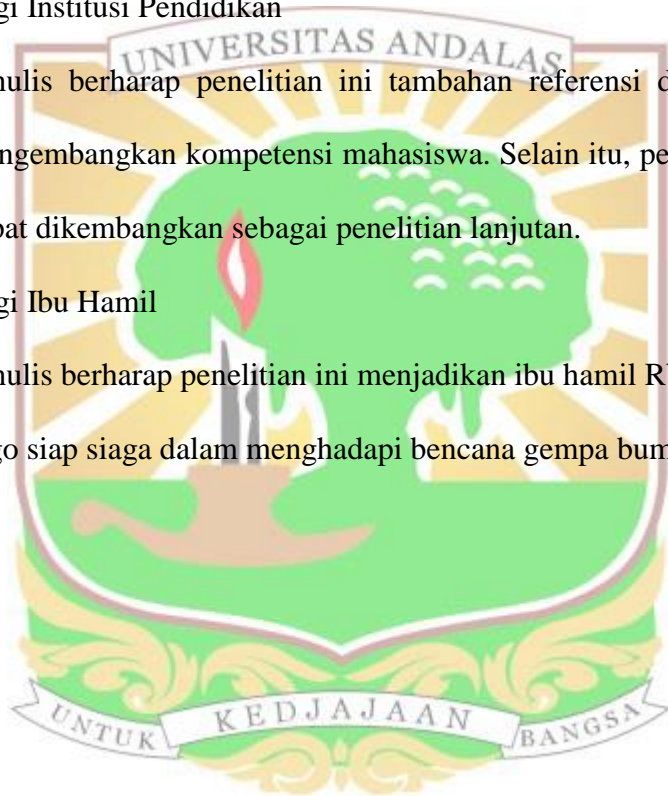 gi Institusi Pendidikan
UNIVERSITAS ANDALAS
nulis berharap penelitian ini tambahan referensi d
ngembangkan kompetensi mahasiswa. Selain itu, pe
pat dikembangkan sebagai penelitian lanjutan.
gi Ibu Hamil
nulis berharap penelitian ini menjadikan ibu hamil R
go siap siaga dalam menghadapi bencana gempa bum
UNTUK KEDJAJAAN BANGSA